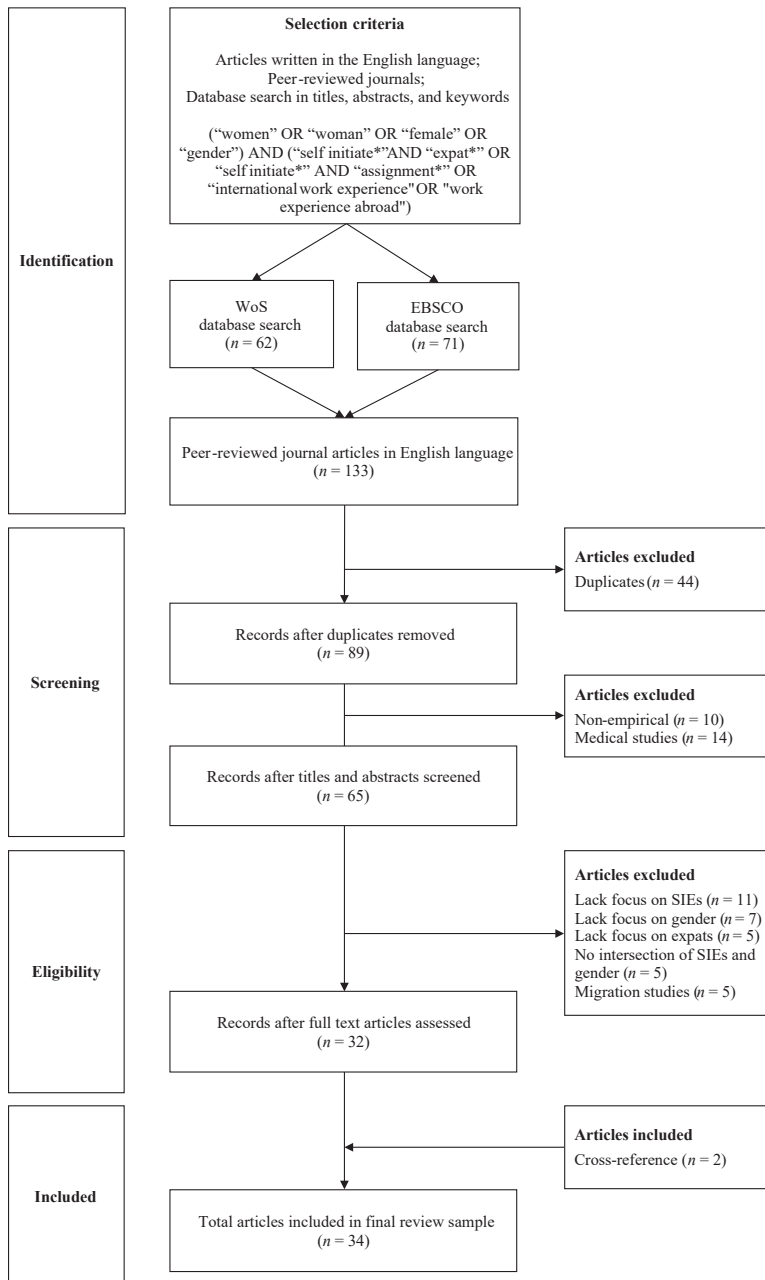 Selection criteria
Articles written in the English language;
Peer-reviewed journals;
Database search in titles, abstracts, and keywords
(“women” OR “woman” OR “female” OR
“gender”) AND (“self initiate*”AND “expat*” OR
“self initiate*” AND “assignment*” OR
“international work experience" OR "work
experience abroad")
Identification
WoS
database search
(n = 62)
EBSCO
database search
(n = 71)
Peer-reviewed journal articles in English language
(n = 133)
Articles excluded
Duplicates (n = 44)
Records after duplicates removed
(n = 89)
Screening
Articles excluded
Non-empirical (n = 10)
Medical studies (n = 14)
Records after titles and abstracts screened
(n = 65)
Articles excluded
Lack focus on SIEs (n = 11)
Lack focus on gender (n = 7)
Lack focus on expats (n = 5)
No intersection of SIEs and
gender (n = 5)
Migration studies (n = 5)
Eligibility
Records after full text articles assessed
(n = 32)
Articles included
Cross-reference (n = 2)
Included
Total articles included in final review sample
(n = 34)